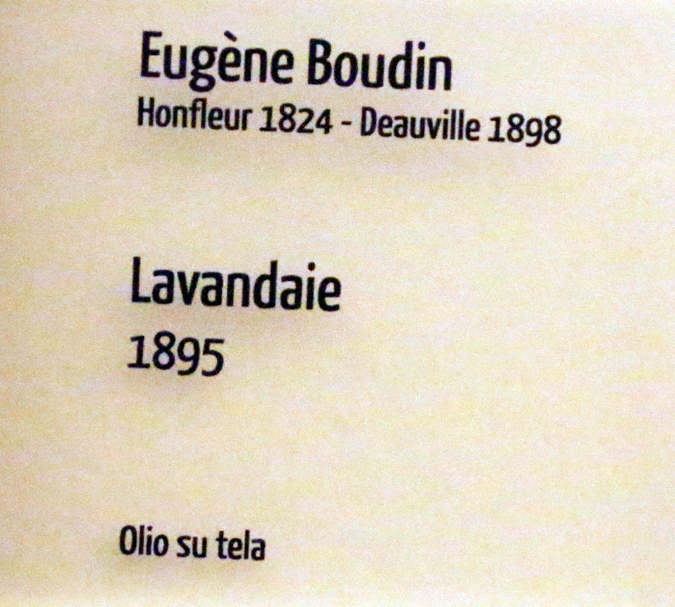 Eugène Boudin
Honfleur 1824 - Deauville 1898
Lavandaie
1895
Olio su tela